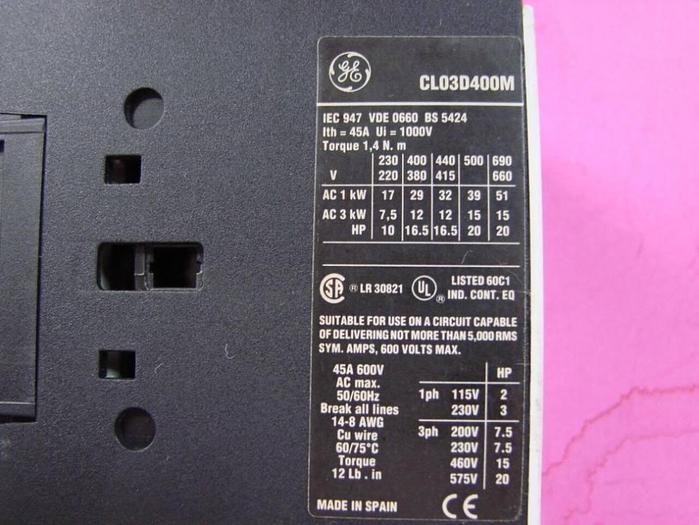 GE
CL03D400M
IEC 947 VDE 0660 BS 5424
Ith = 45A Ui = 1000V
Torque 1,4 N. m
230 400 440 500 690
V 220 380 415 660
AC 1 kW 17 29 32 39 51
AC 3 kW 7,5 12 12 15 15
HP 10 16.5 16.5 20 20
SA ® LR 30821 UL ® LISTED 60C1
IND. CONT. EQ
SUITABLE FOR USE ON A CIRCUIT CAPABLE
OF DELIVERING NOT MORE THAN 5,000 RMS
SYM. AMPS, 600 VOLTS MAX.
45A 600V
AC max.
50/60Hz
Break all lines
14-8 AWG
Cu wire
60/75°C
Torque
12 Lb . in
HP
1ph 115V 2
230V 3
3ph 200V 7.5
230V 7.5
460V 15
575V 20
MADE IN SPAIN CE